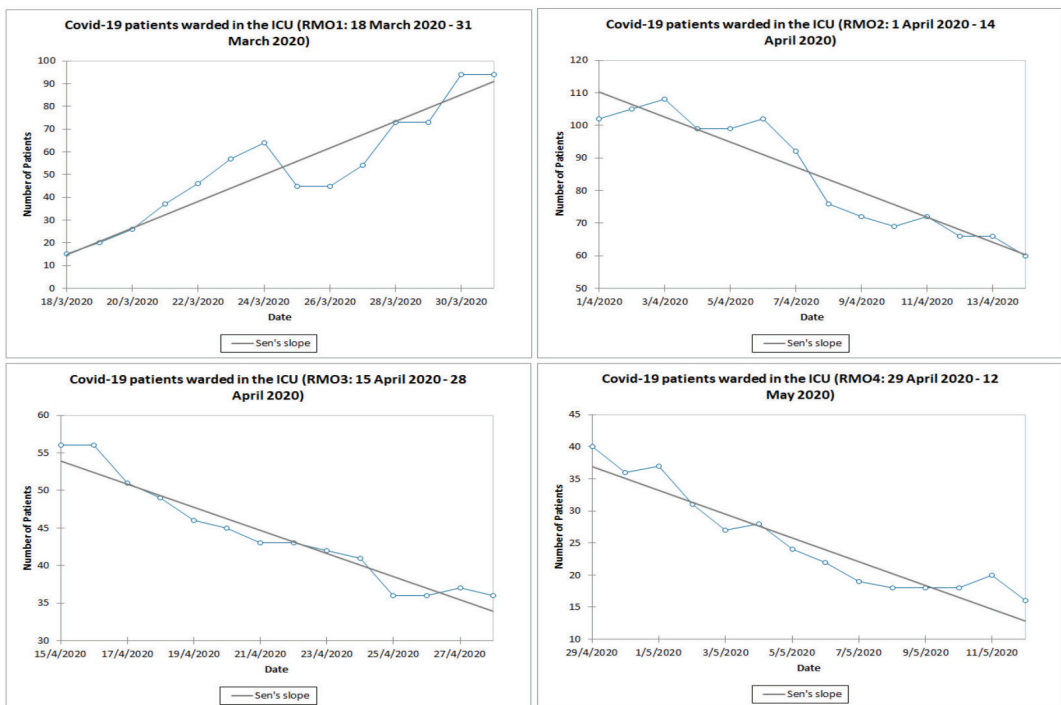 Covid-19 patients warded in the ICU (RMO1: 18 March 2020 - 31
March 2020)
100
90
80
70
60
50
40
30
20
10
0
Number of Patients
18/3/2020 20/3/2020 22/3/2020 24/3/2020 26/3/2020 28/3/2020 30/3/2020
Date
Sen's slope
Covid-19 patients warded in the ICU (RMO2: 1 April 2020 - 14
April 2020)
120
110
100
90
80
70
60
50
Number of Patients
1/4/2020 3/4/2020 5/4/2020 7/4/2020 9/4/2020 11/4/2020 13/4/2020
Date
Sen's slope
Covid-19 patients warded in the ICU (RMO3: 15 April 2020 - 28
April 2020)
60
55
50
45
40
35
30
Number of Patients
15/4/2020 17/4/2020 19/4/2020 21/4/2020 23/4/2020 25/4/2020 27/4/2020
Date
Sen's slope
Covid-19 patients warded in the ICU (RMO4: 29 April 2020 - 12
May 2020)
45
40
35
30
25
20
15
10
Number of Patients
29/4/2020 1/5/2020 3/5/2020 5/5/2020 7/5/2020 9/5/2020 11/5/2020
Date
Sen's slope